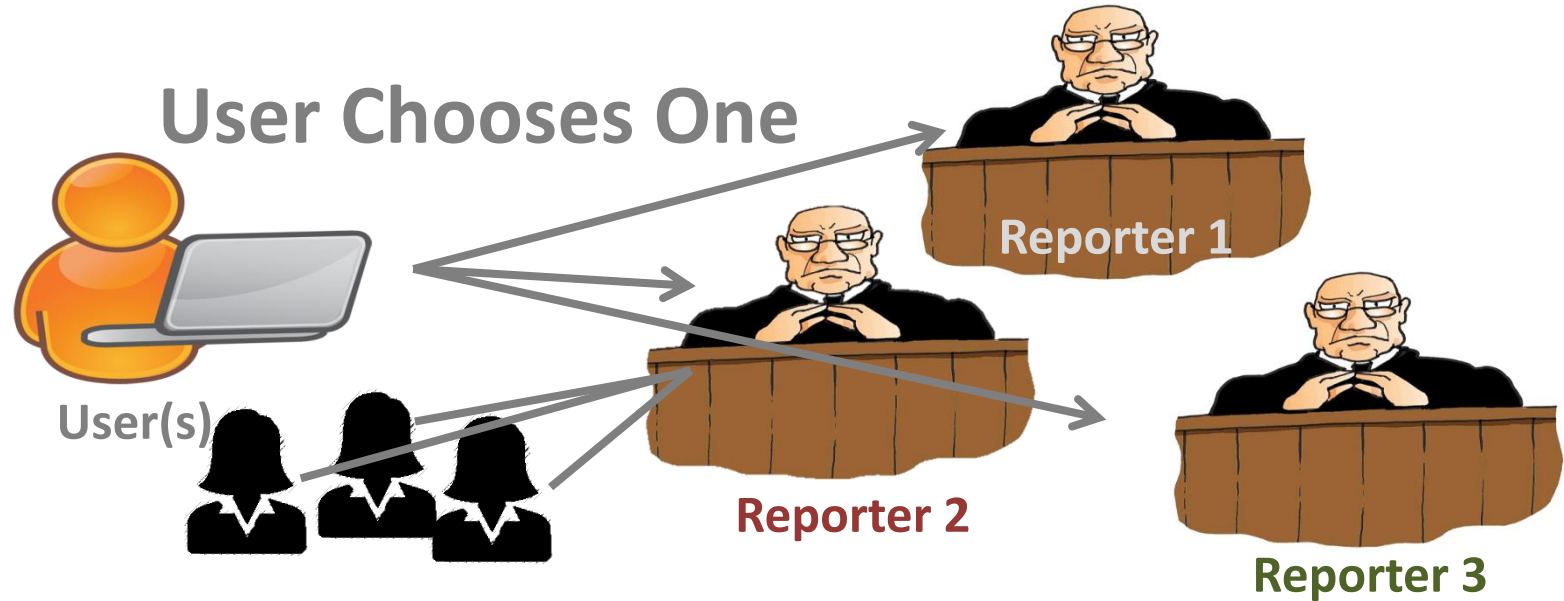 User Chooses One
Reporter 1
User(s)
Reporter 2
Reporter 3